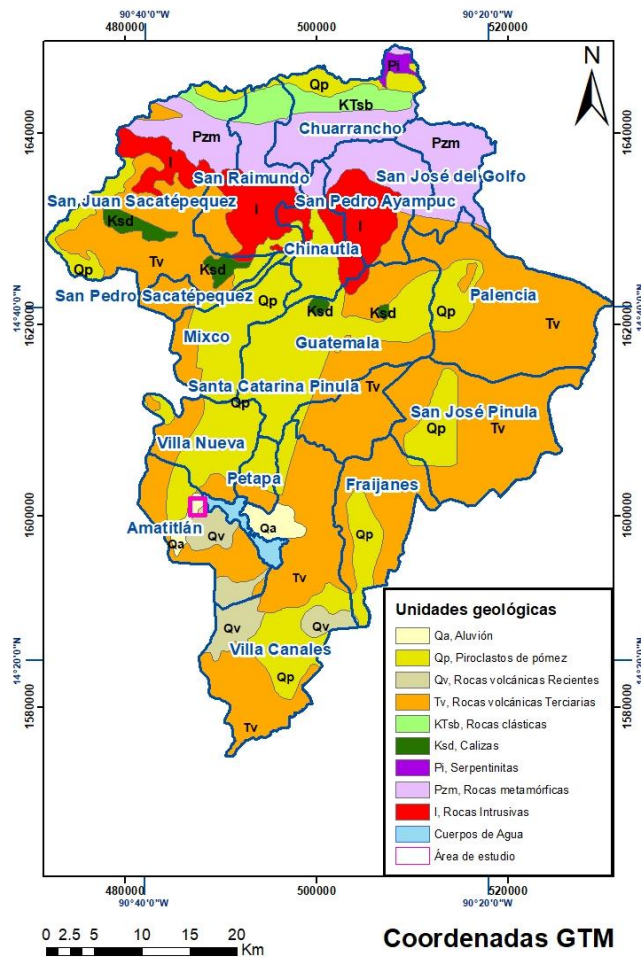 480000 500000 520000
90°40'0"W 90°20'0"W
N
Pi
Qp
KTsb
1640000 1640000
Chuarrancho
Pzm Pzm
San Raimundo San José del Golfo
I
San Juan Sacatépequez San Pedro Ayampuc
I I
Ksd
Chinautla
Tv Ksd
Qp
San Pedro Sacatépequez Qp Palencia
14°40'0"N 14°40'0"N
Ksd Ksd Qp
1620000 1620000
Mixco Guatemala Tv
Santa Catarina Pinula
Tv
Qp San José Pinula
Qp Tv
Villa Nueva
Petapa Fraijanes
1600000 1600000
Amatitlán
Qa Qv Qa Qp
Tv
Qv Qv
Villa Canales
14°20'0"N 14°20'0"N
Qp
1580000 1580000
Tv
Unidades geológicas
Qa, Aluvión
Qp, Piroclastos de pómez
Qv, Rocas volcánicas Recientes
Tv, Rocas volcánicas Terciarias
KTsb, Rocas clásticas
Ksd, Calizas
Pi, Serpentinitas
Pzm, Rocas metamórficas
I, Rocas Intrusivas
Cuerpos de Agua
Área de estudio
480000 500000 520000
90°40'0"W 90°20'0"W
0 2.5 5 10 15 20
Km
Coordenadas GTM